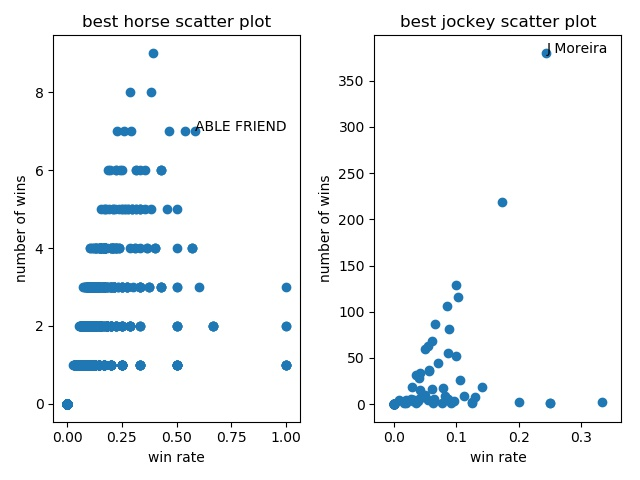 best horse scatter plot
number of wins
8
6
4
2
0
ABLE FRIEND
0.00 0.25 0.50 0.75 1.00
win rate
best jockey scatter plot
number of wins
350
300
250
200
150
100
50
0
J Moreira
0.0 0.1 0.2 0.3
win rate